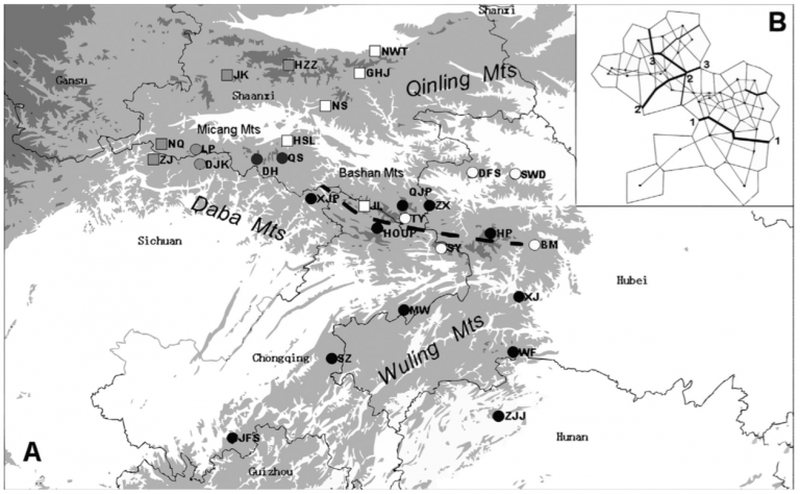 Shanxi
B
NWT
HZZ
GHJ
JK
Qinling Mts
Gansu
Shaanxi
NS
Micang Mts
HSL
NQ
LP
ZJ
DJK
DH
QS
Bashan Mts
DFS
SWD
XJP
JL
QJP
ZX
TY
Daba Mts
HOUP
HP
SY
BM
Sichuan
Hubei
XJ
MW
Wuling Mts
Chongqing
SZ
WF
ZJJ
JFS
Hunan
A
Guizhou
3
3
2
2
1
1